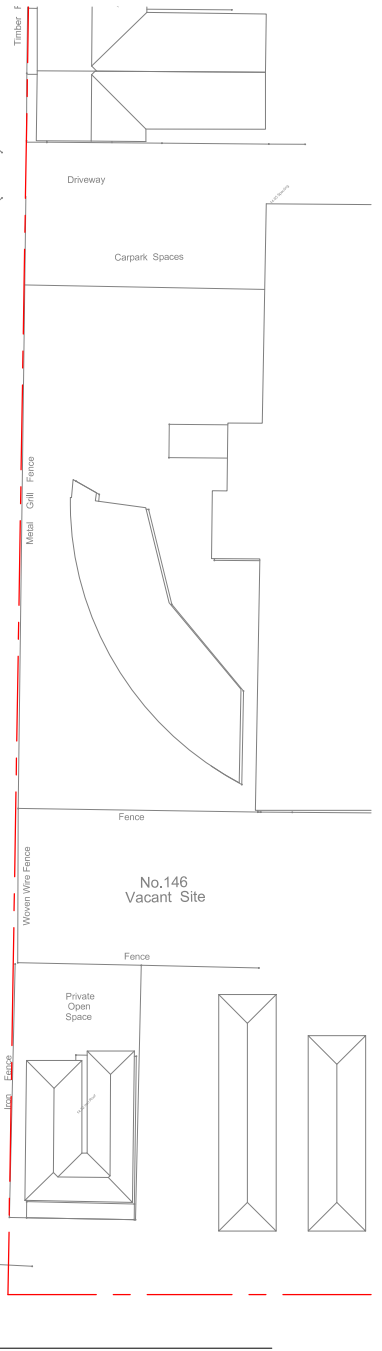 Timber F
Driveway
Carpark Spaces
Metal Grill Fence
Fence
Woven Wire Fence
No.146
Vacant Site
Fence
Private
Open
Space
Iron Fence